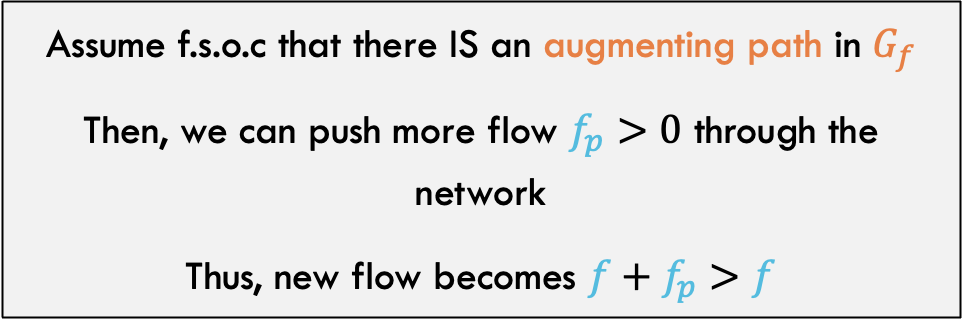 Assume f.s.o.c that there IS an augmenting path in G_f
Then, we can push more flow f_p > 0 through the
network
Thus, new flow becomes f + f_p > f